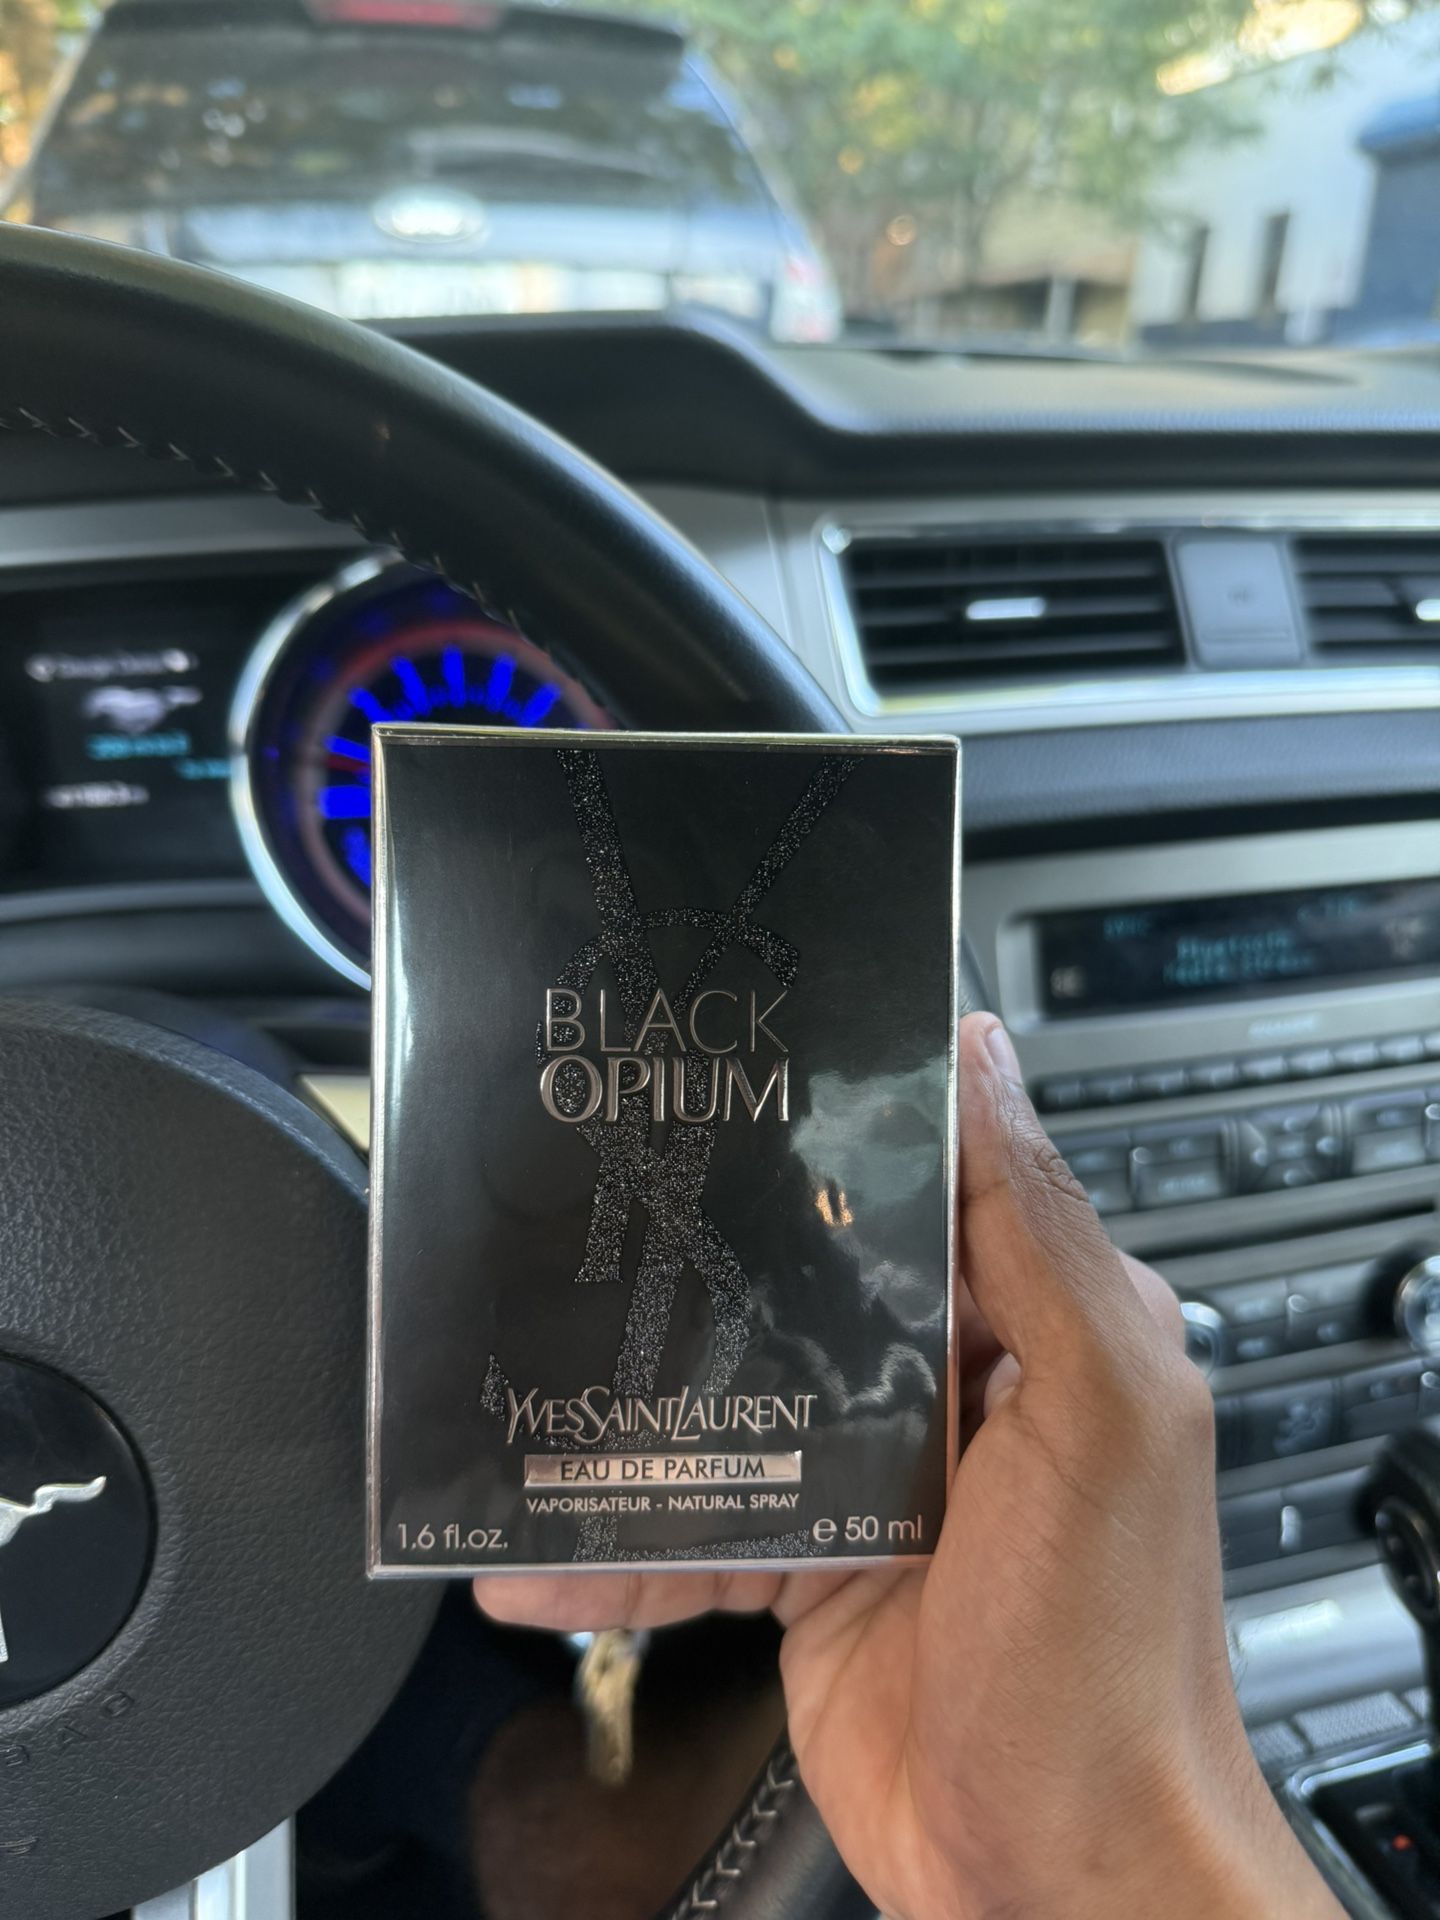 BLACK
OPIUM
YVESSAINTLAURENT
EAU DE PARFUM
VAPORISATEUR - NATURAL SPRAY
1.6 fl.oz. e 50 ml